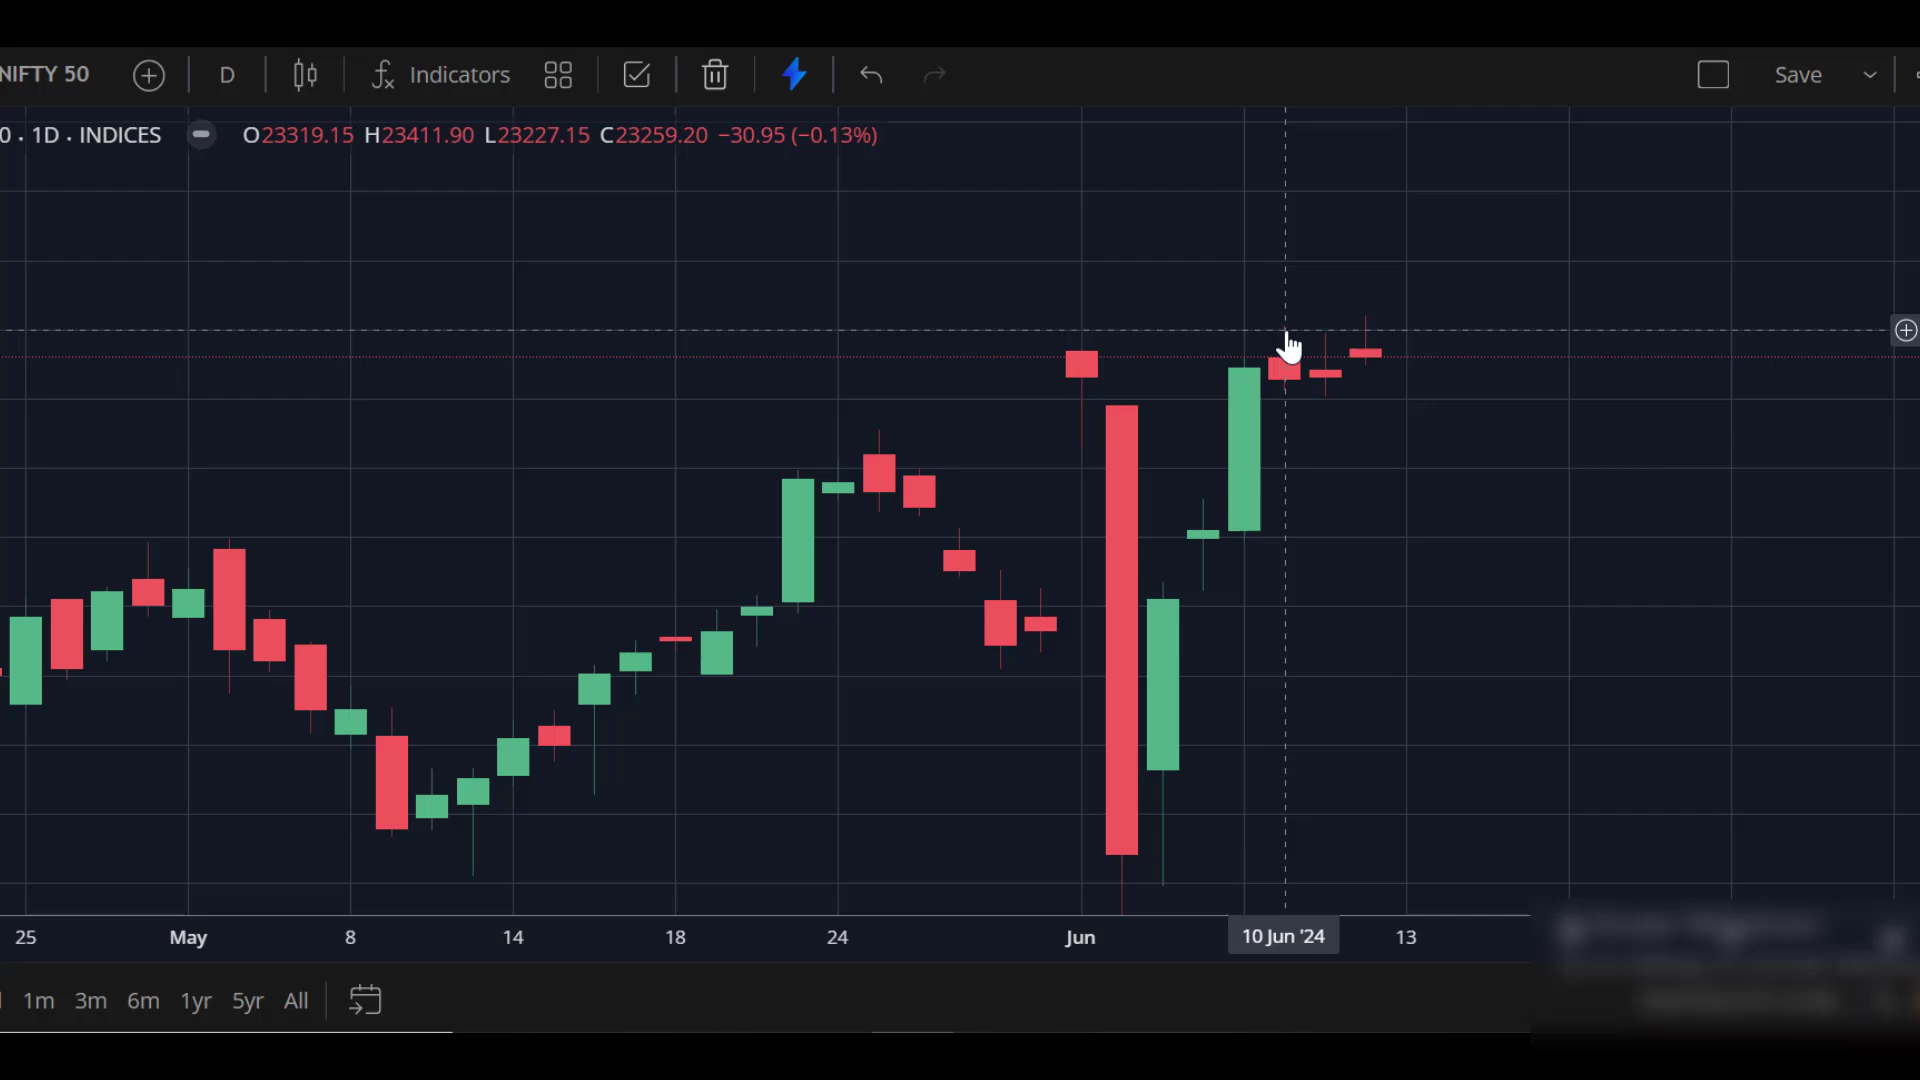 NIFTY 50 D Indicators Save
0 · 1D · INDICES O23319.15 H23411.90 L23227.15 C23259.20 −30.95 (−0.13%)
25 May 8 14 18 24 Jun 10 Jun '24 13
1m 3m 6m 1yr 5yr All